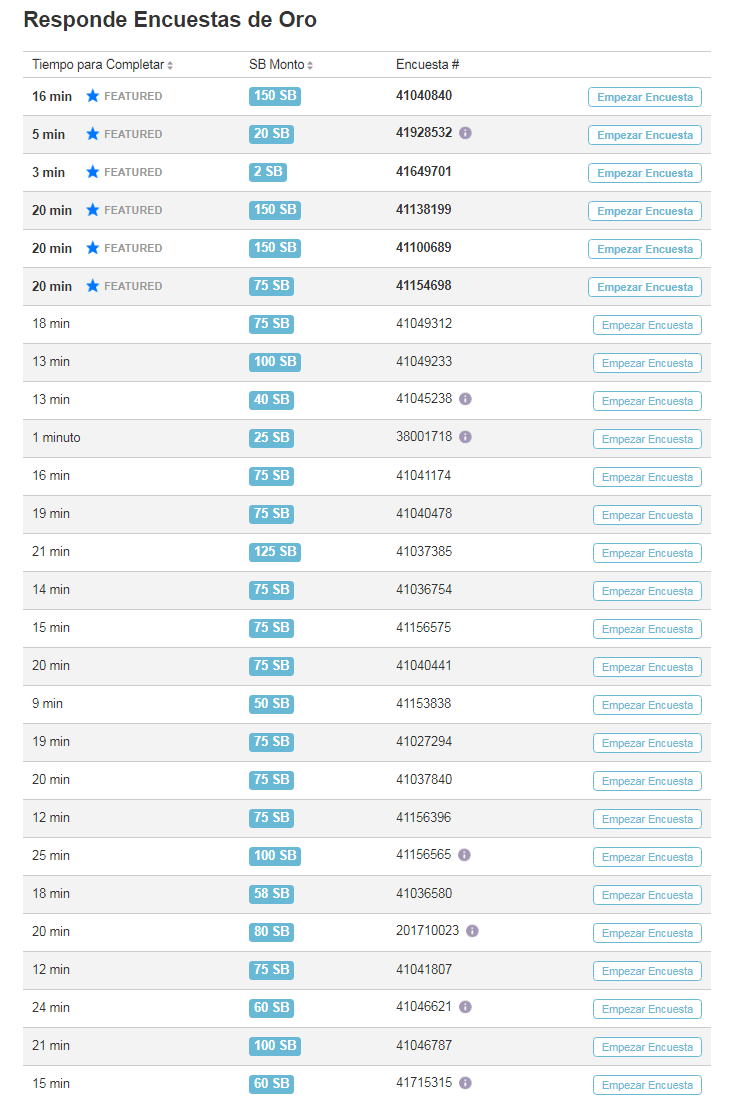 Responde Encuestas de Oro
Tiempo para Completar SB Monto Encuesta #
16 min FEATURED 150 SB 41040840 Empezar Encuesta
5 min FEATURED 20 SB 41928532 Empezar Encuesta
3 min FEATURED 2 SB 41649701 Empezar Encuesta
20 min FEATURED 150 SB 41138199 Empezar Encuesta
20 min FEATURED 150 SB 41100689 Empezar Encuesta
20 min FEATURED 75 SB 41154698 Empezar Encuesta
18 min 75 SB 41049312 Empezar Encuesta
13 min 100 SB 41049233 Empezar Encuesta
13 min 40 SB 41045238 Empezar Encuesta
1 minuto 25 SB 38001718 Empezar Encuesta
16 min 75 SB 41041174 Empezar Encuesta
19 min 75 SB 41040478 Empezar Encuesta
21 min 125 SB 41037385 Empezar Encuesta
14 min 75 SB 41036754 Empezar Encuesta
15 min 75 SB 41156575 Empezar Encuesta
20 min 75 SB 41040441 Empezar Encuesta
9 min 50 SB 41153838 Empezar Encuesta
19 min 75 SB 41027294 Empezar Encuesta
20 min 75 SB 41037840 Empezar Encuesta
12 min 75 SB 41156396 Empezar Encuesta
25 min 100 SB 41156565 Empezar Encuesta
18 min 58 SB 41036580 Empezar Encuesta
20 min 80 SB 201710023 Empezar Encuesta
12 min 75 SB 41041807 Empezar Encuesta
24 min 60 SB 41046621 Empezar Encuesta
21 min 100 SB 41046787 Empezar Encuesta
15 min 60 SB 41715315 Empezar Encuesta